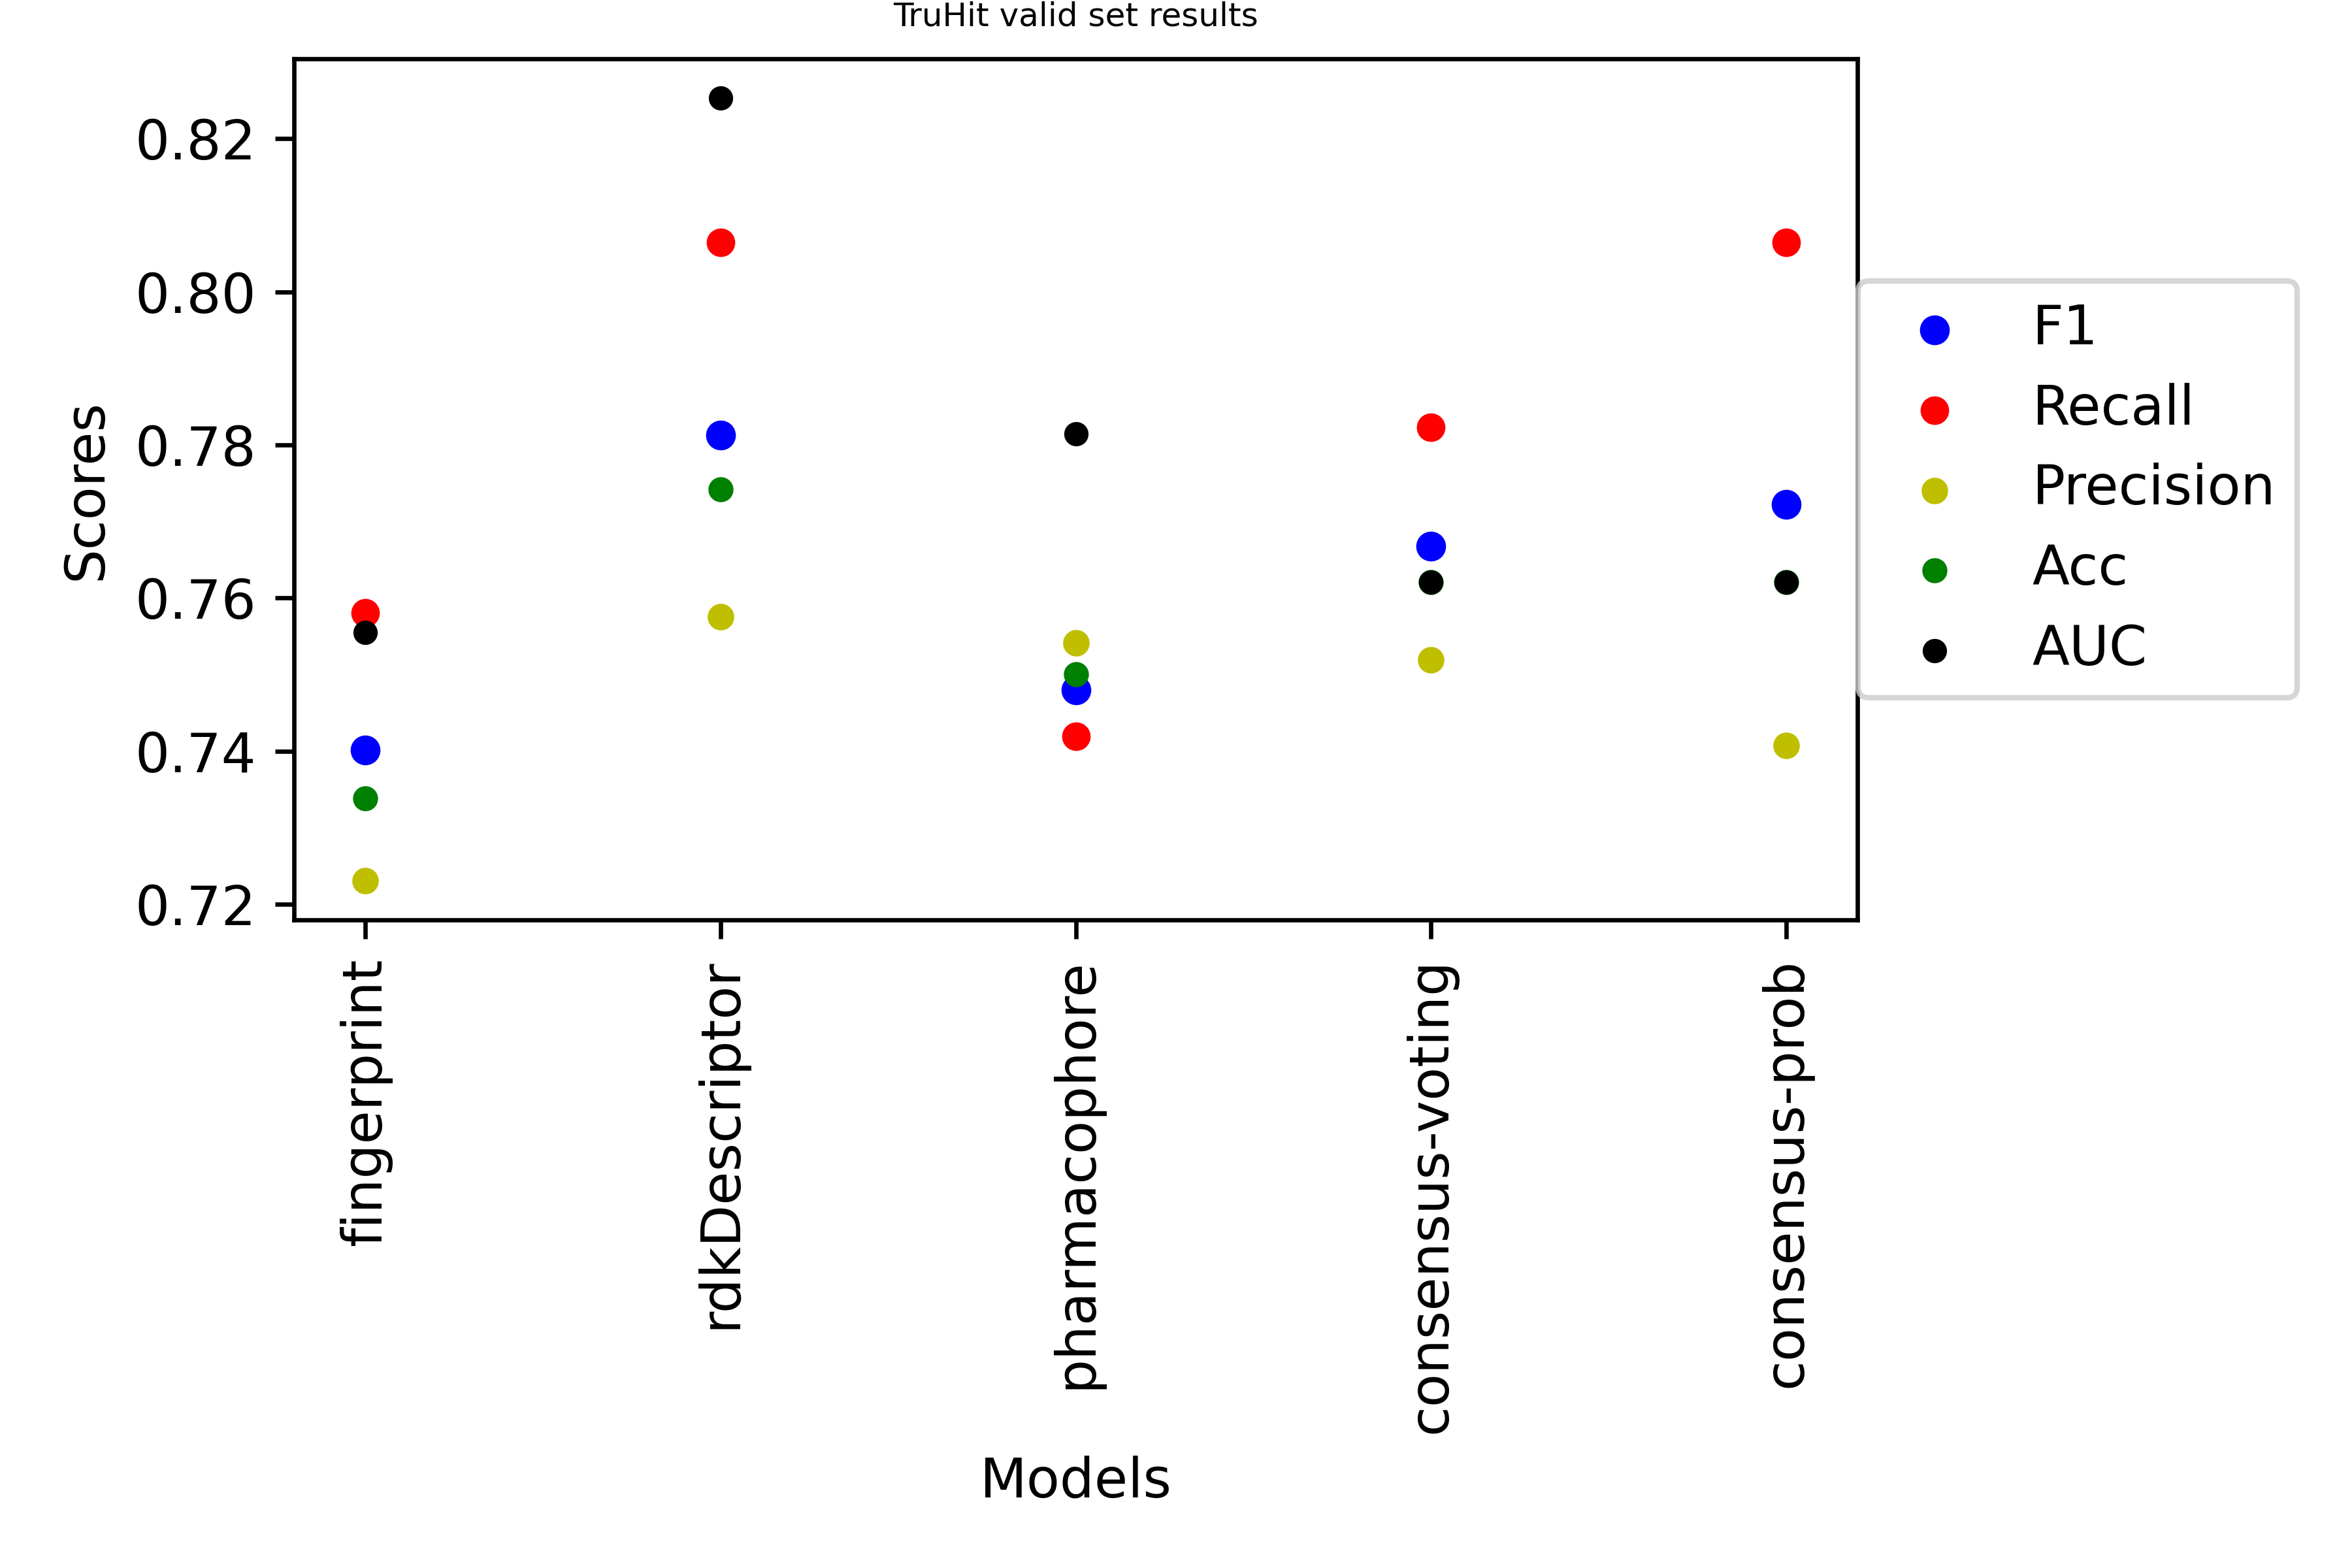 TruHit valid set results
0.82
0.80
0.78
0.76
0.74
0.72
Scores
F1
Recall
Precision
Acc
AUC
fingerprint
rdkDescriptor
pharmacophore
consensus-voting
consensus-prob
Models